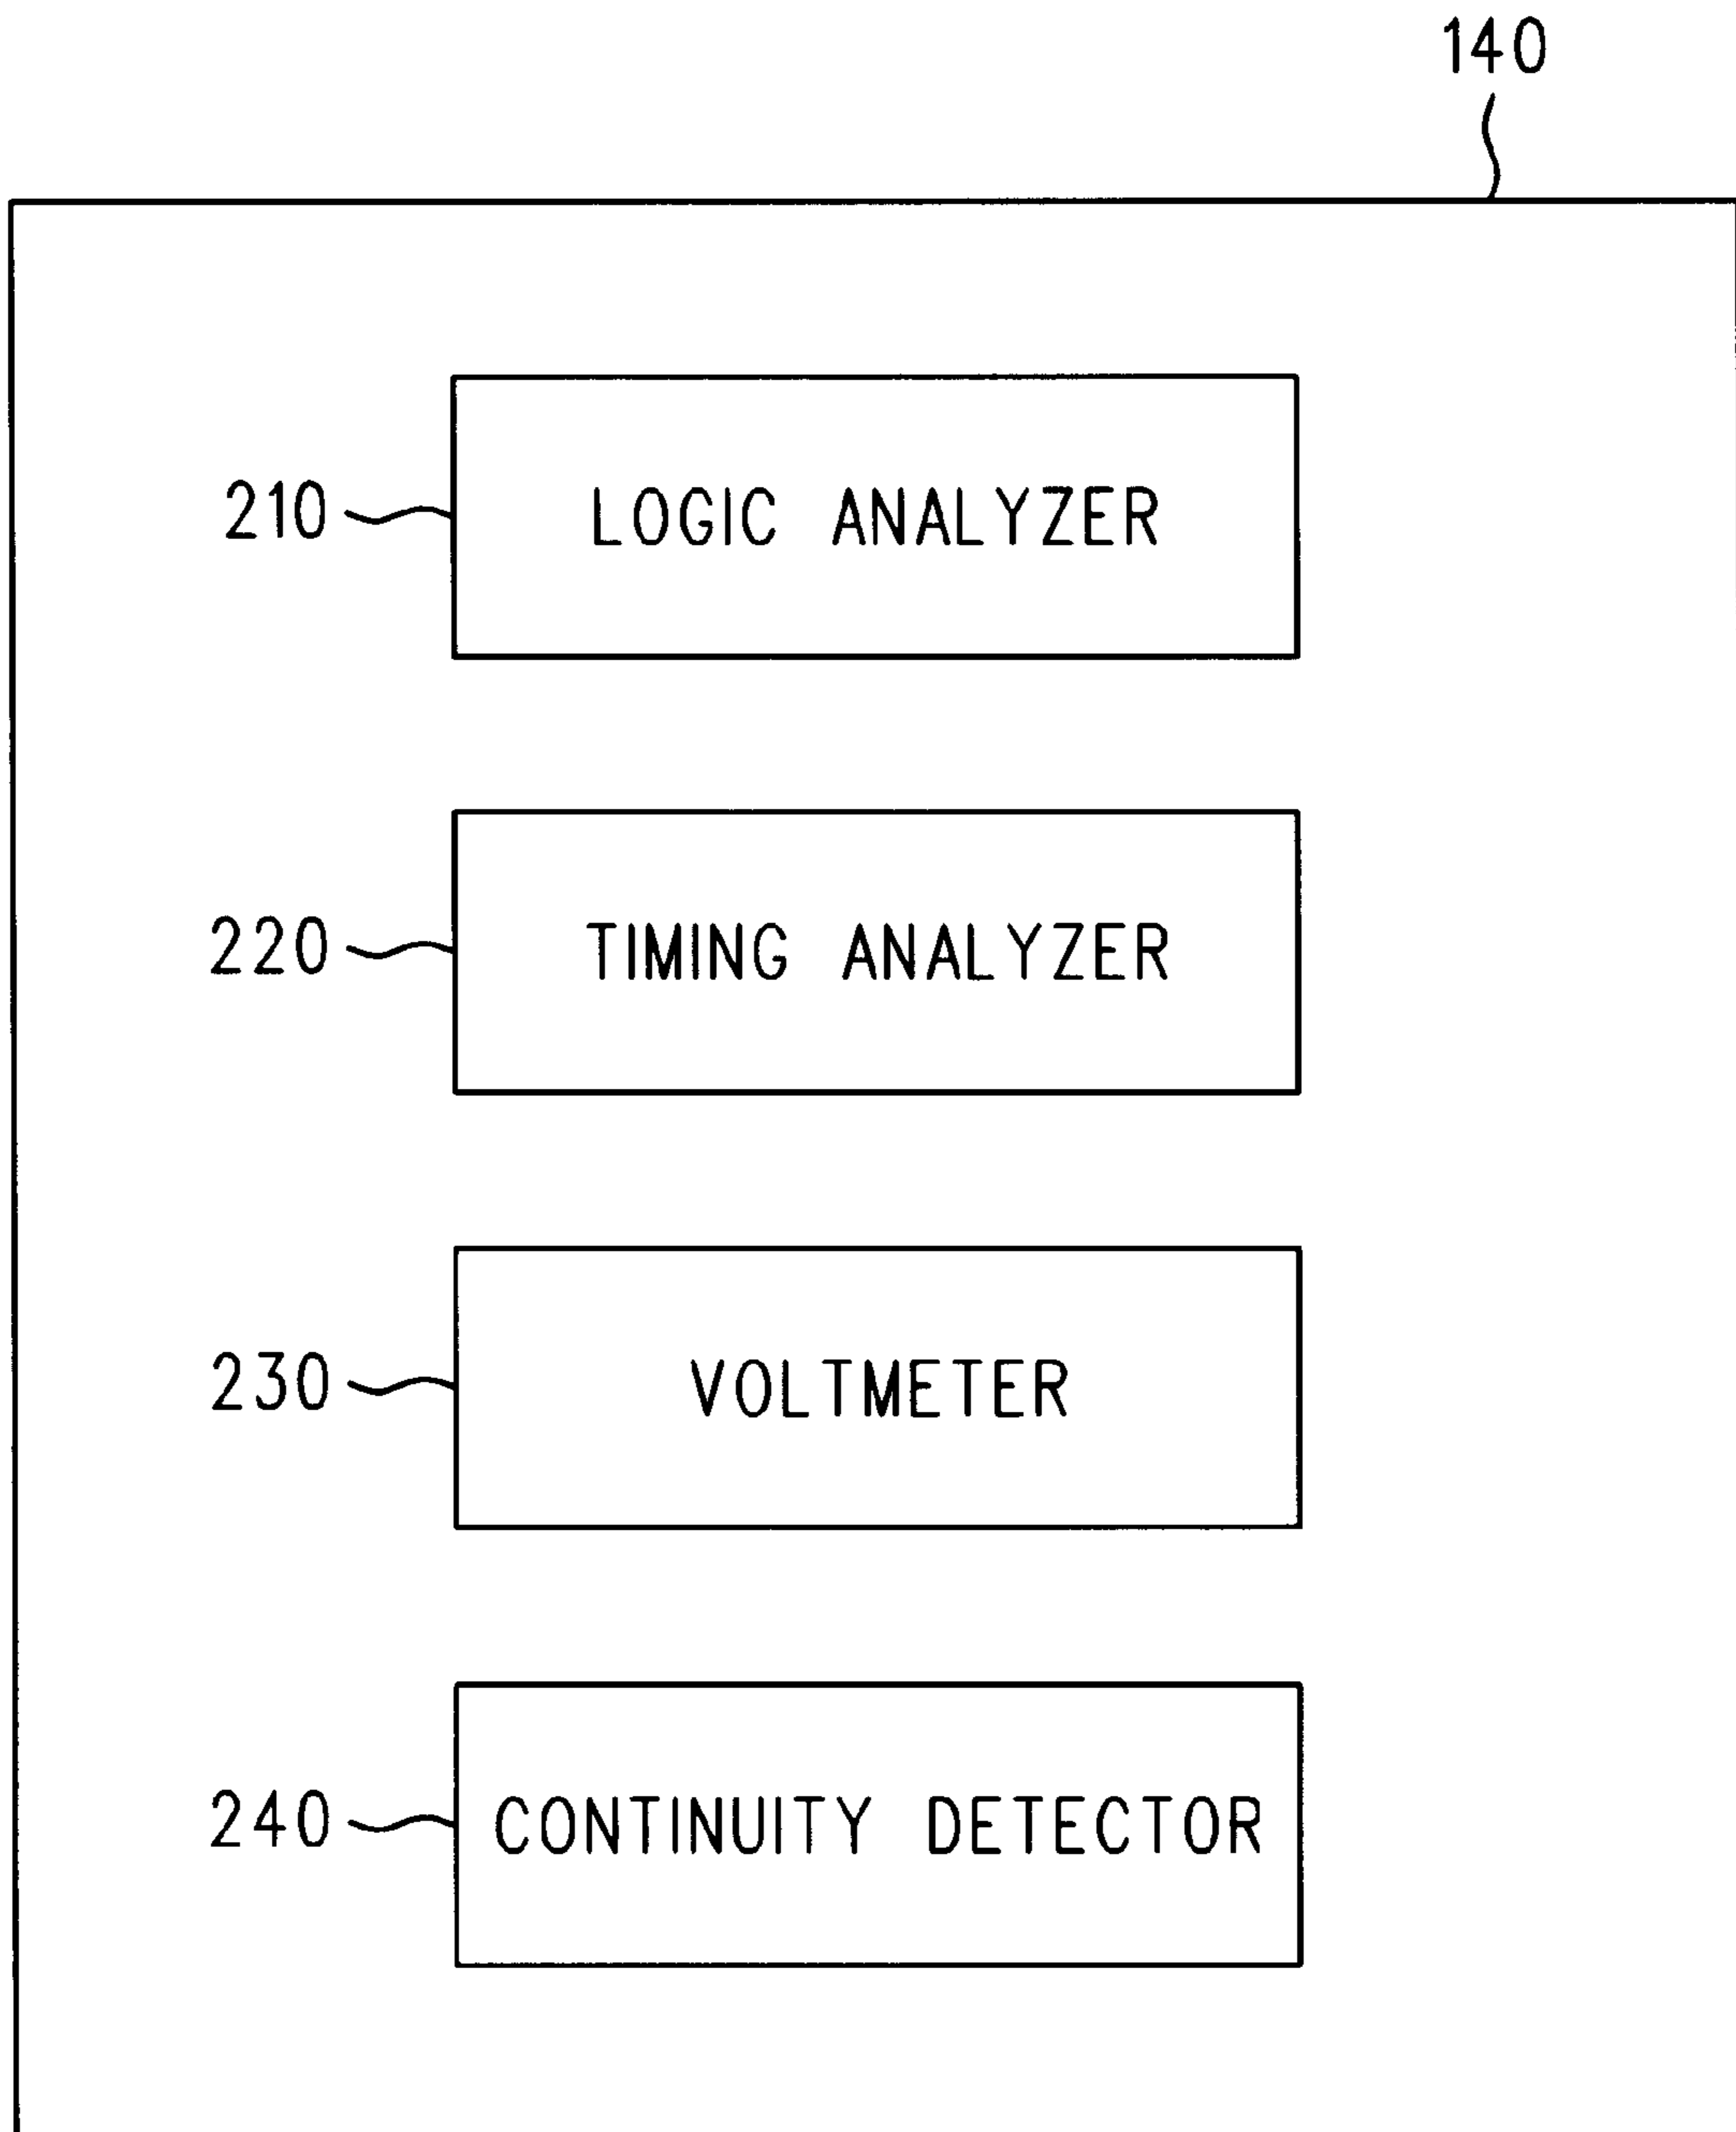 140
210 LOGIC ANALYZER
220 TIMING ANALYZER
230 VOLTMETER
240 CONTINUITY DETECTOR